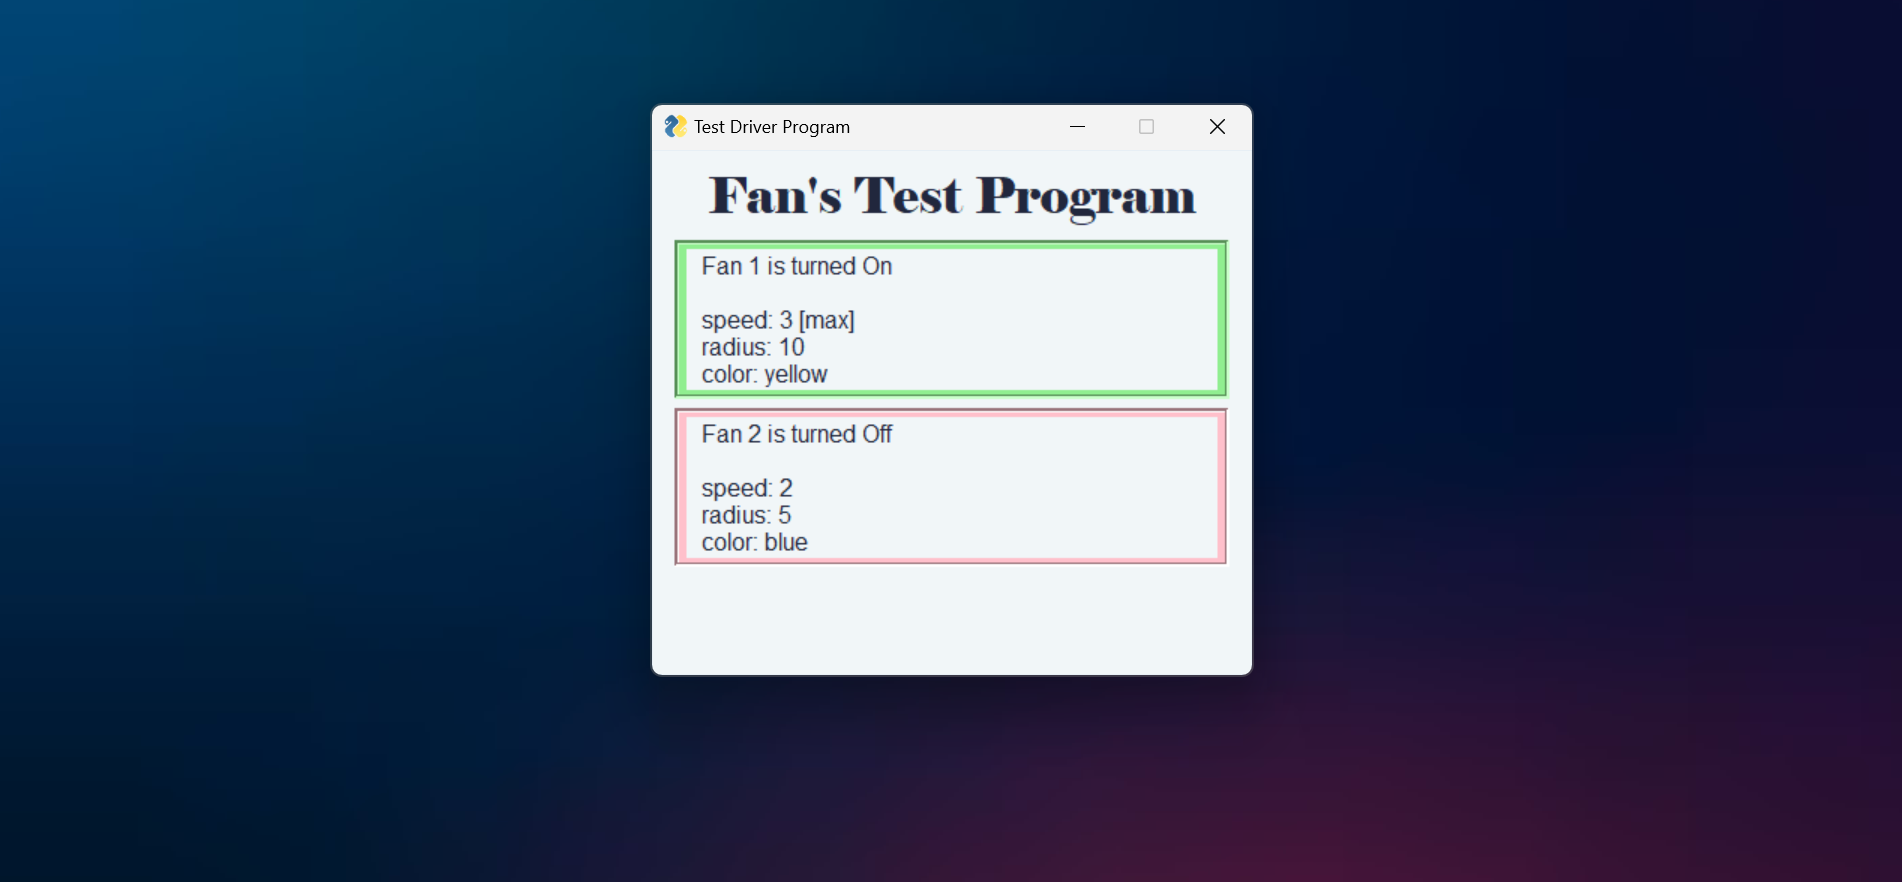 Test Driver Program
Fan's Test Program
Fan 1 is turned On
speed: 3 [max]
radius: 10
color: yellow
Fan 2 is turned Off
speed: 2
radius: 5
color: blue